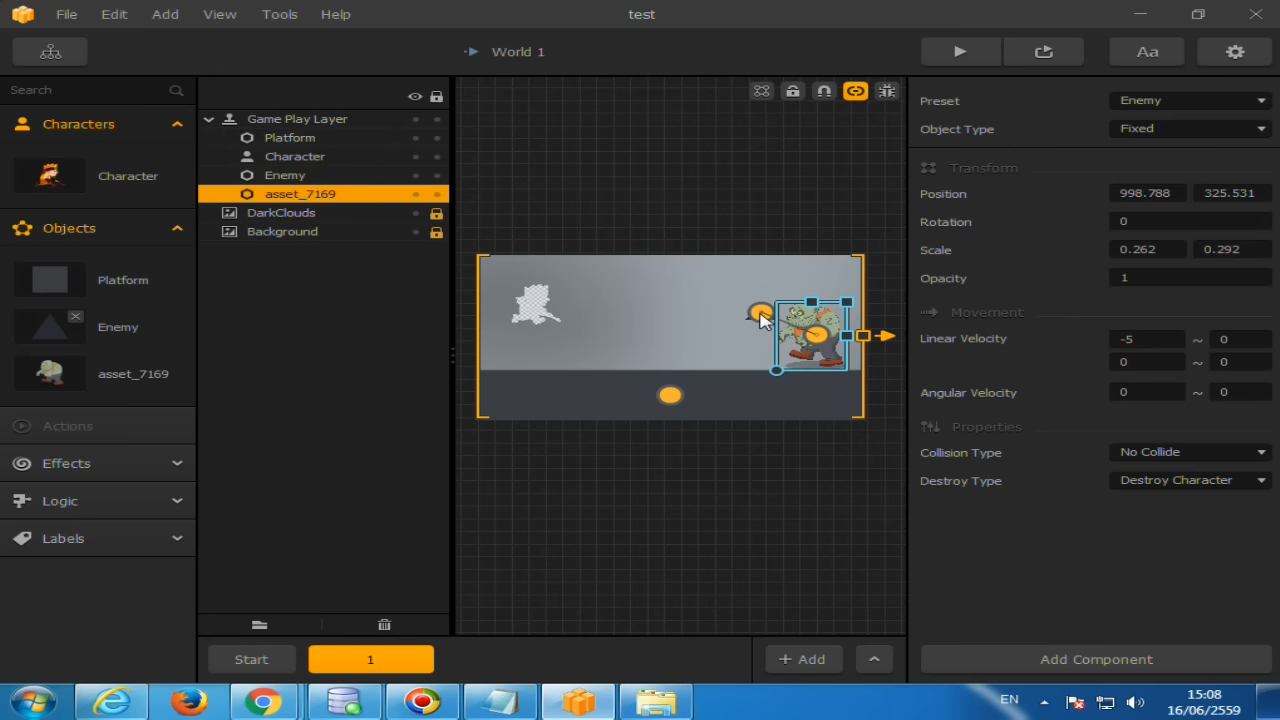 File Edit Add View Tools Help
test
World 1
Aa
Search
Characters
Character
Objects
Platform
Enemy
asset_7169
Actions
Effects
Logic
Labels
Game Play Layer
Platform
Character
Enemy
asset_7169
DarkClouds
Background
Preset Enemy
Object Type Fixed
Transform
Position 998.788 325.531
Rotation 0
Scale 0.262 0.292
Opacity 1
Movement
Linear Velocity -5 ~ 0
0 ~ 0
Angular Velocity 0 ~ 0
Properties
Collision Type No Collide
Destroy Type Destroy Character
Start 1 + Add Add Component
EN
15:08
16/06/2559